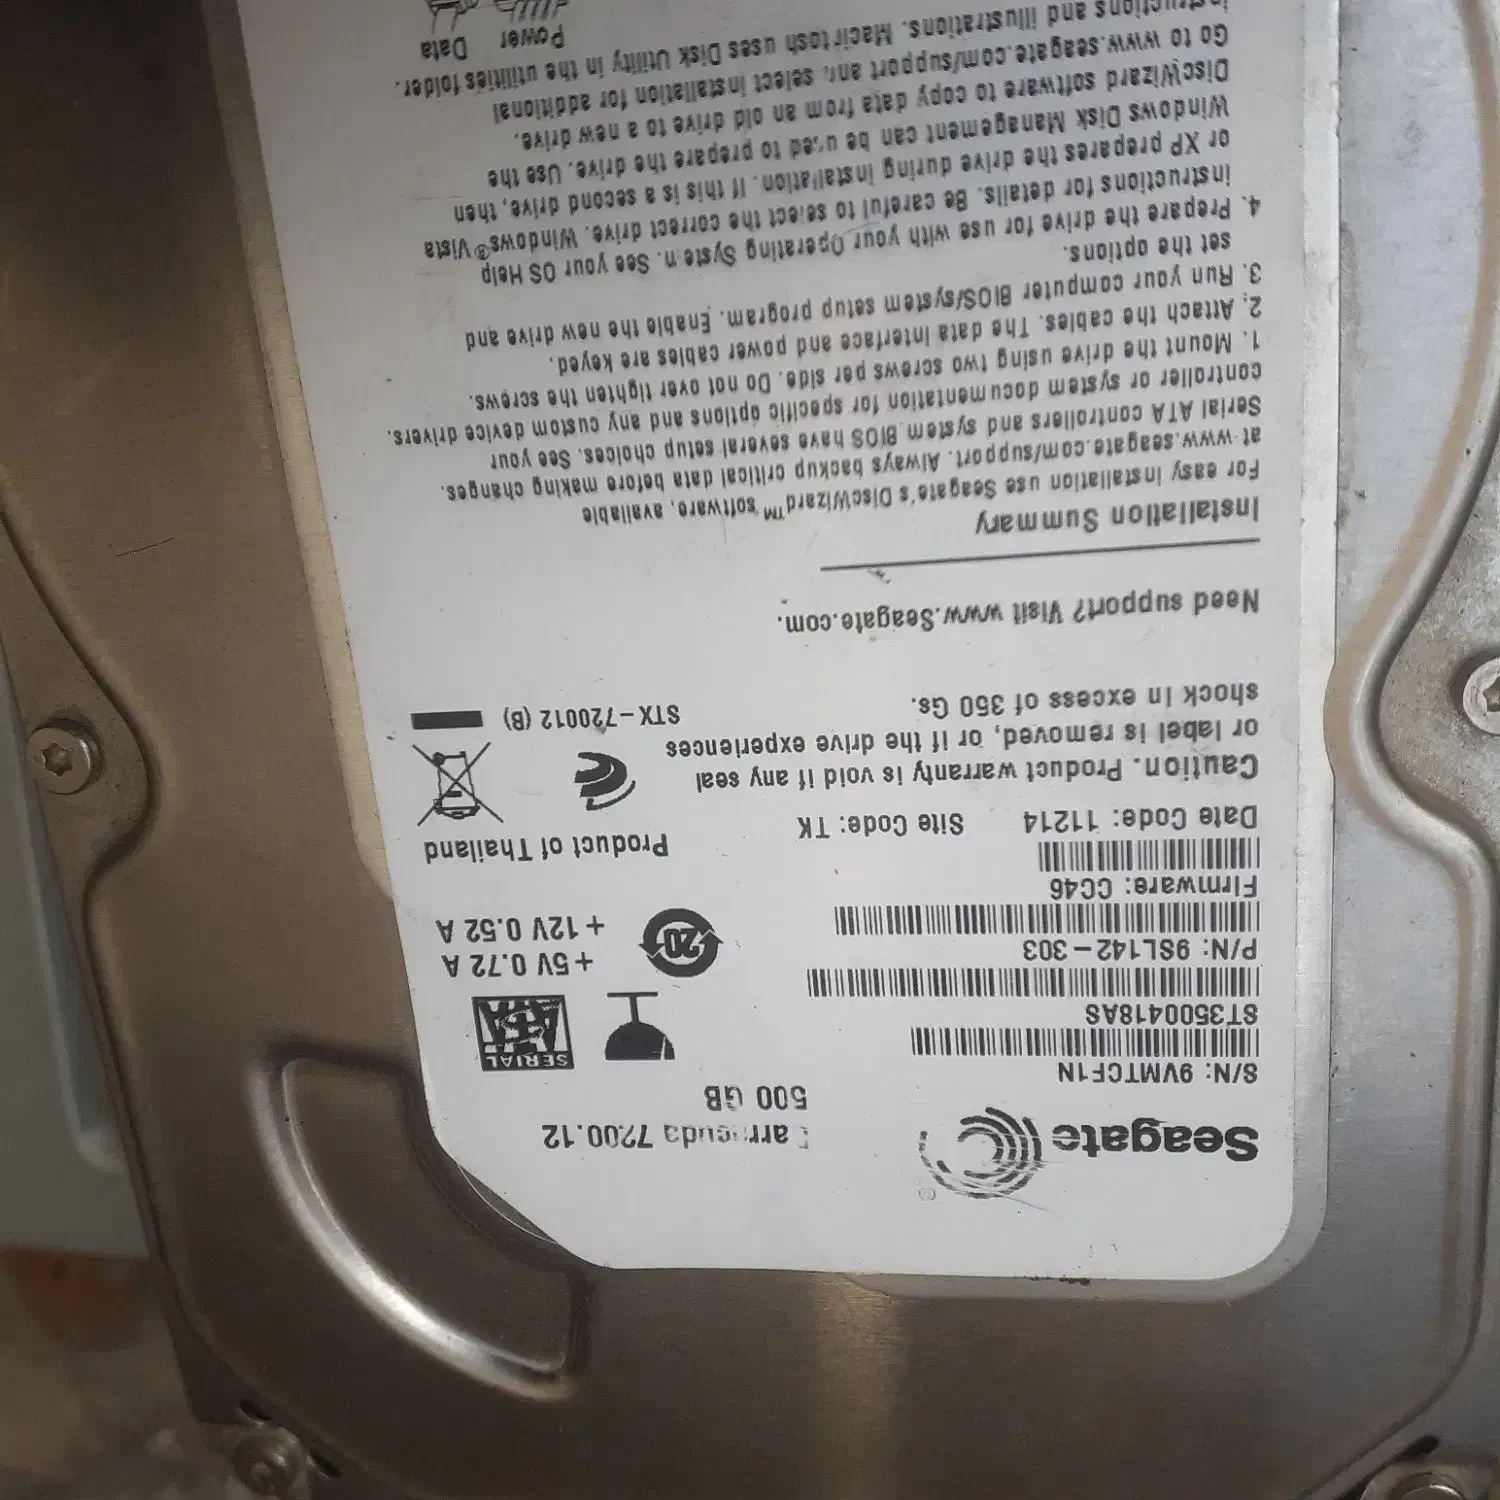 Seagate
®
Barracuda 7200.12
500 GB
S/N: 9VMTCF1N
ST3500418AS
P/N: 9SL142-303
Firmware: CC46
Date Code: 11214 Site Code: TK
SERIAL
ATA
+5V 0.72 A
+12V 0.52 A
20
Product of Thailand
STX-720012 (B)
Caution. Product warranty is void if any seal
or label is removed, or if the drive experiences
shock in excess of 350 Gs.
Need support? Visit www.Seagate.com.
Installation Summary
For easy installation use Seagate's DiscWizard™ software, available
at www.seagate.com/support. Always backup critical data before making changes.
Serial ATA controllers and system BIOS have several setup choices. See your
controller or system documentation for specific options and any custom device drivers.
1. Mount the drive using two screws per side. Do not over tighten the screws.
2. Attach the cables. The data interface and power cables are keyed.
3. Run your computer BIOS/system setup program. Enable the new drive and
set the options.
4. Prepare the drive for use with your Operating System. See your OS Help
instructions for details. Be careful to select the correct drive. Windows® Vista
or XP prepares the drive during installation. If this is a second drive, then
Windows Disk Management can be used to prepare the drive. Use the
DiscWizard software to copy data from an old drive to a new drive.
Go to www.seagate.com/support and select installation for additional
instructions and illustrations. Macintosh uses Disk Utility in the utilities folder.
Power Data